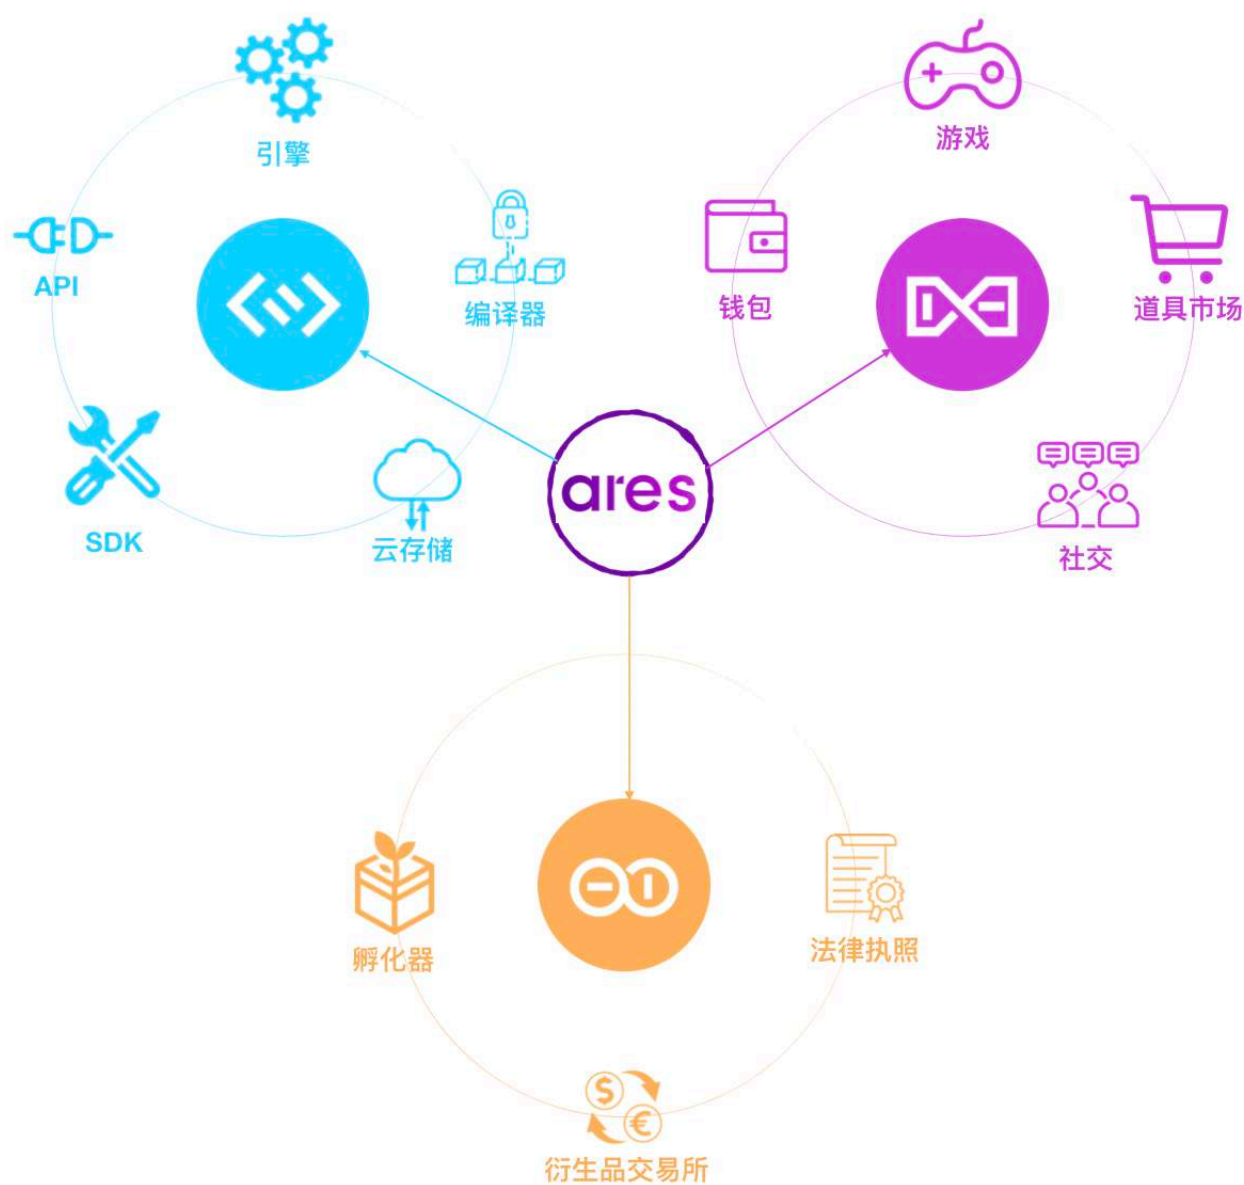 引擎
API
编译器
SDK
云存储
游戏
钱包
道具市场
社交
ares
孵化器
法律执照
衍生品交易所